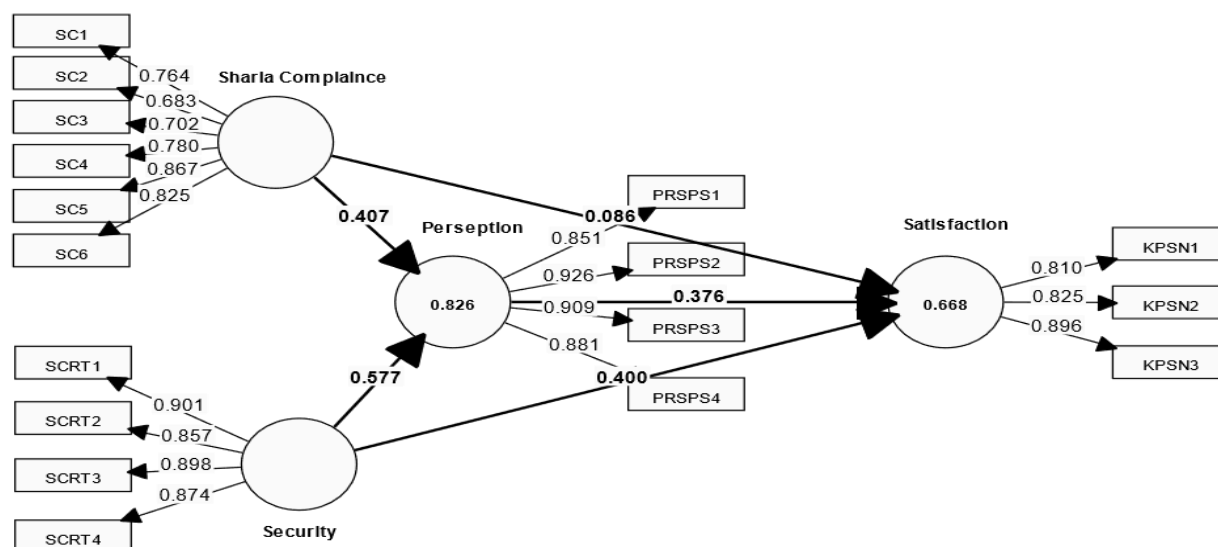 SC1
SC2
SC3
SC4
SC5
SC6
0.764
0.683
0.702
0.780
0.867
0.825
Sharia Complaince
0.407
0.086
Perseption
0.826
0.851
0.926
0.376
0.909
0.881
PRSPS1
PRSPS2
PRSPS3
PRSPS4
Satisfaction
0.668
0.810
0.825
0.896
KPSN1
KPSN2
KPSN3
SCRT1
SCRT2
SCRT3
SCRT4
0.901
0.857
0.898
0.874
0.577
0.400
Security